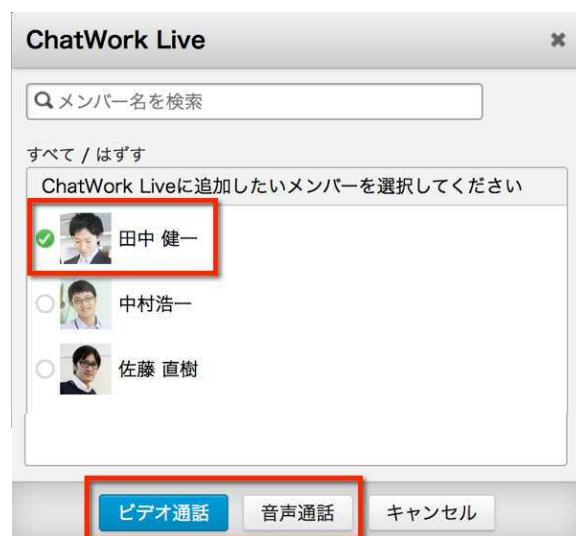 ChatWork Live
メンバー名を検索
すべて / はずす
ChatWork Liveに追加したいメンバーを選択してください
田中 健一
中村浩一
佐藤 直樹
ビデオ通話 音声通話 キャンセル